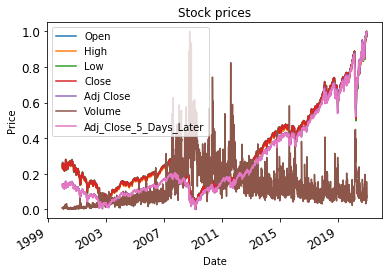 Stock prices
Open
High
Low
Close
Adj Close
Volume
Adj_Close_5_Days_Later
Price
1.0
0.8
0.6
0.4
0.2
0.0
1999
2003
2007
2011
2015
2019
Date